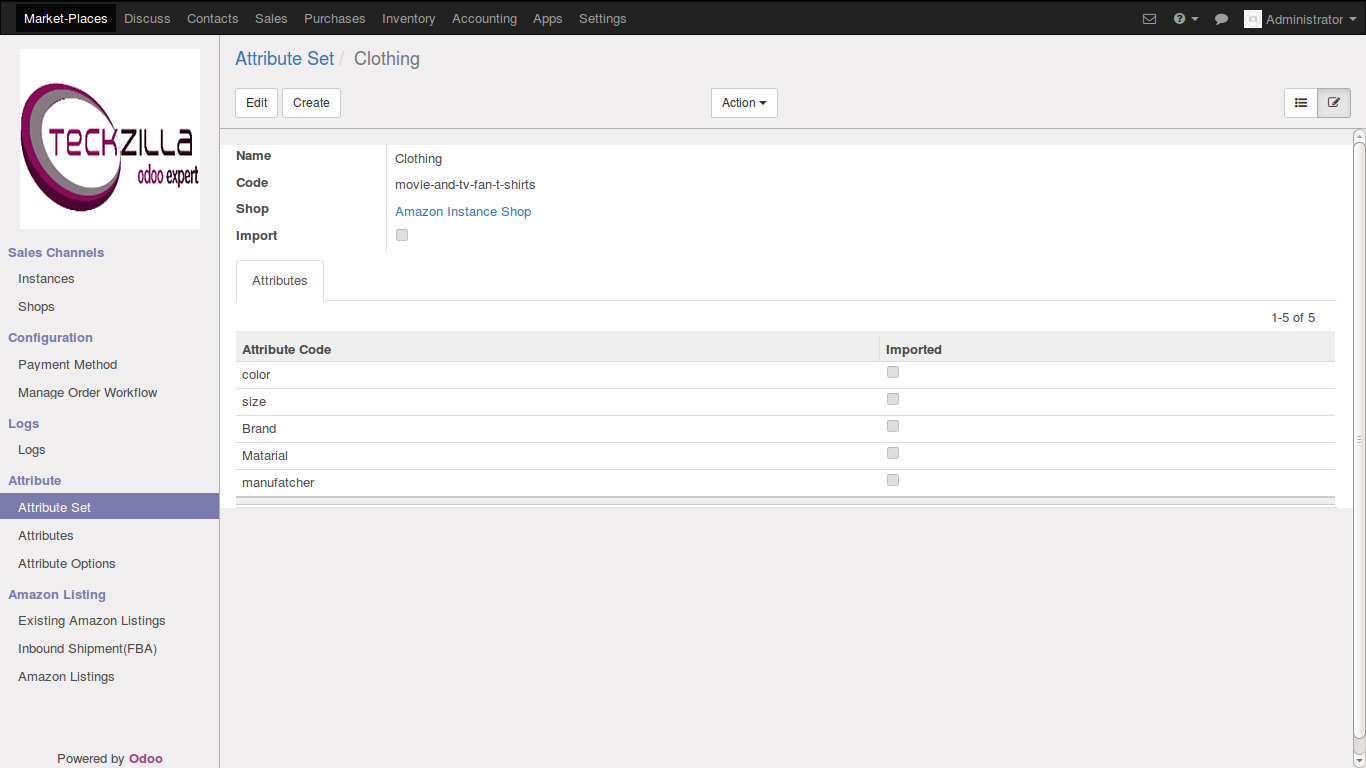 Market-Places Discuss Contacts Sales Purchases Inventory Accounting Apps Settings Administrator
TECKZILLA
odoo expert
Sales Channels
Instances
Shops
Configuration
Payment Method
Manage Order Workflow
Logs
Logs
Attribute
Attribute Set
Attributes
Attribute Options
Amazon Listing
Existing Amazon Listings
Inbound Shipment(FBA)
Amazon Listings
Powered by Odoo
Attribute Set / Clothing
Edit Create Action
Name Clothing
Code movie-and-tv-fan-t-shirts
Shop Amazon Instance Shop
Import
Attributes
1-5 of 5
Attribute Code Imported
color
size
Brand
Matarial
manufatcher